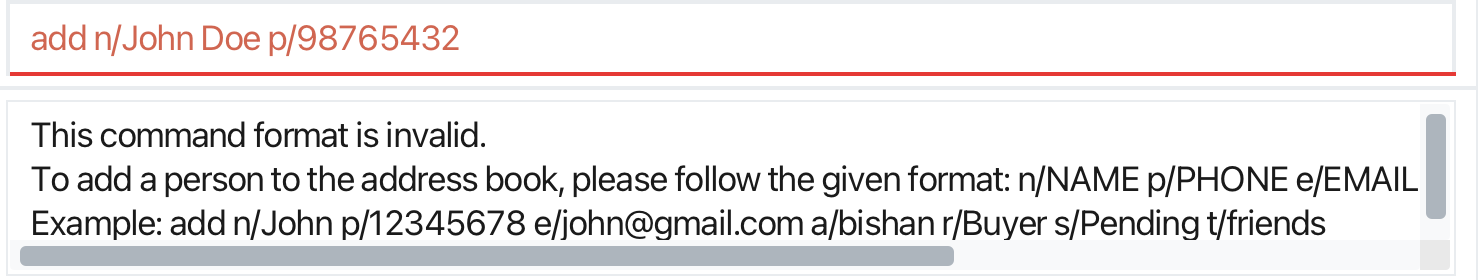 add n/John Doe p/98765432
This command format is invalid.
To add a person to the address book, please follow the given format: n/NAME p/PHONE e/EMAIL
Example: add n/John p/12345678 e/john@gmail.com a/bishan r/Buyer s/Pending t/friends